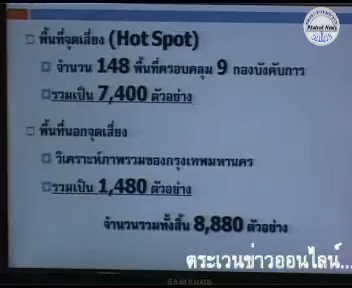 พื้นที่จุดเสี่ยง (Hot Spot)
จำนวน 148 พื้นที่ครอบคลุม 9 กองบังคับการ
รวมเป็น 7,400 ตัวอย่าง
พื้นที่นอกจุดเสี่ยง
วิเคราะห์ภาพรวมของกรุงเทพมหานคร
รวมเป็น 1,480 ตัวอย่าง
จำนวนรวมทั้งสิ้น 8,880 ตัวอย่าง
ตระเวนข่าวออนไลน์...
SAMSUNG